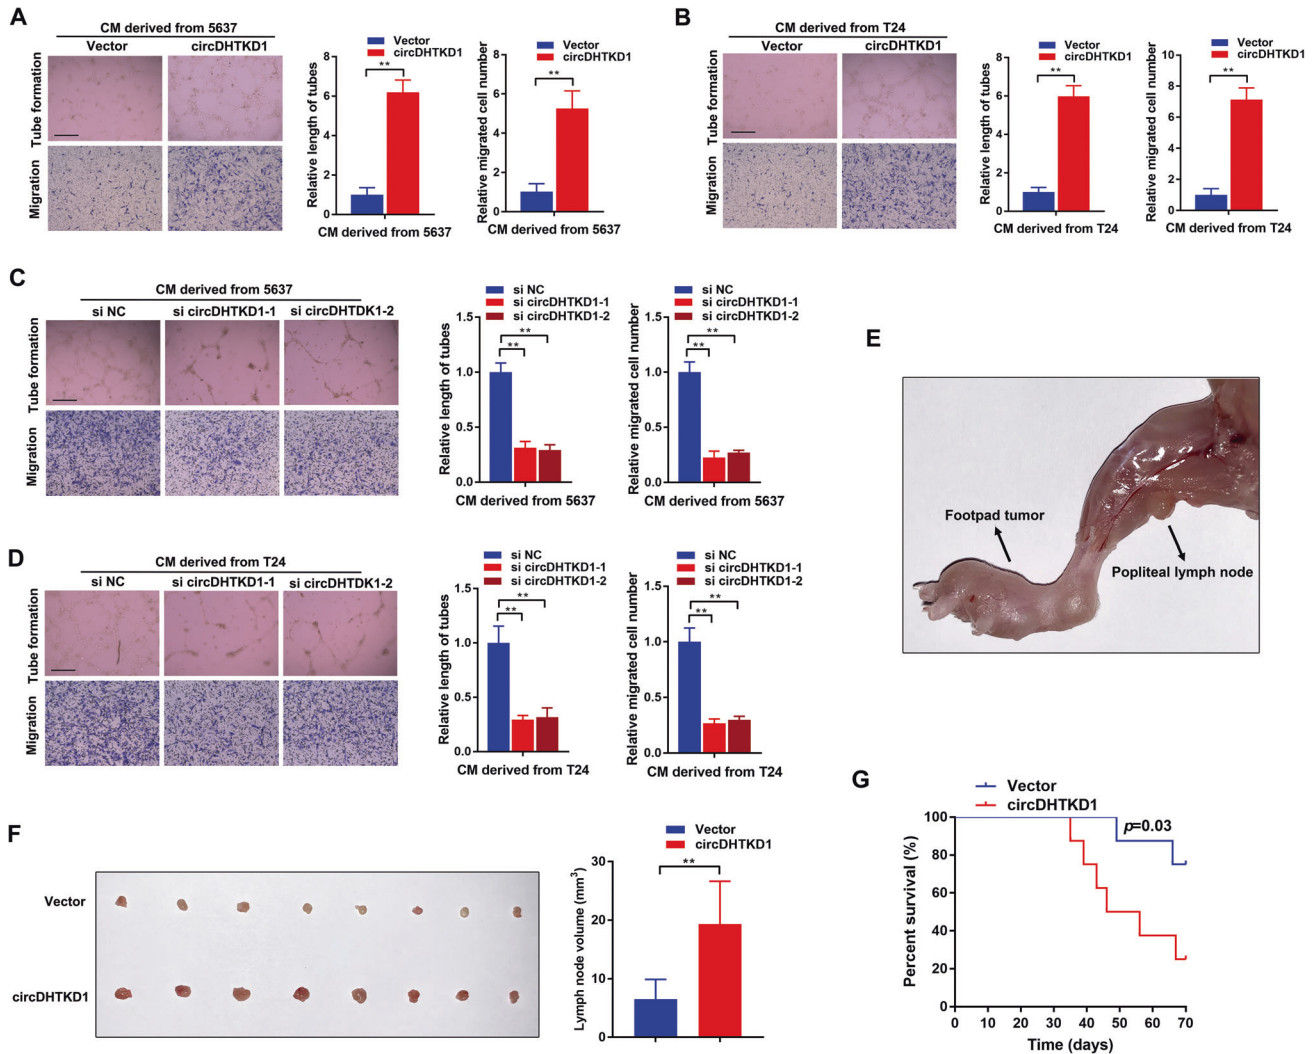 A
CM derived from 5637
Vector
circDHTKD1
Tube formation
Migration
Vector
circDHTKD1
Relative length of tubes
8
6
4
2
0
**
CM derived from 5637
Vector
circDHTKD1
Relative migrated cell number
8
6
4
2
0
**
CM derived from 5637
B
CM derived from T24
Vector
circDHTKD1
Tube formation
Migration
Vector
circDHTKD1
Relative length of tubes
8
6
4
2
0
**
CM derived from T24
Vector
circDHTKD1
Relative migrated cell number
10
8
6
4
2
0
**
CM derived from T24
C
CM derived from 5637
si NC
si circDHTKD1-1
si circDHTDK1-2
Tube formation
Migration
si NC
si circDHTKD1-1
si circDHTKD1-2
Relative length of tubes
1.5
1.0
0.5
0.0
**
**
CM derived from 5637
si NC
si circDHTKD1-1
si circDHTKD1-2
Relative migrated cell number
1.5
1.0
0.5
0.0
**
**
CM derived from 5637
D
CM derived from T24
si NC
si circDHTKD1-1
si circDHTDK1-2
Tube formation
Migration
si NC
si circDHTKD1-1
si circDHTKD1-2
Relative length of tubes
1.5
1.0
0.5
0.0
**
**
CM derived from T24
si NC
si circDHTKD1-1
si circDHTKD1-2
Relative migrated cell number
1.5
1.0
0.5
0.0
**
**
CM derived from T24
E
Footpad tumor
Popliteal lymph node
F
Vector
circDHTKD1
Vector
circDHTKD1
Lymph node volume (mm³)
30
20
10
0
**
G
Vector
circDHTKD1
p=0.03
Percent survival (%)
100
80
60
40
20
0
0 10 20 30 40 50 60 70
Time (days)